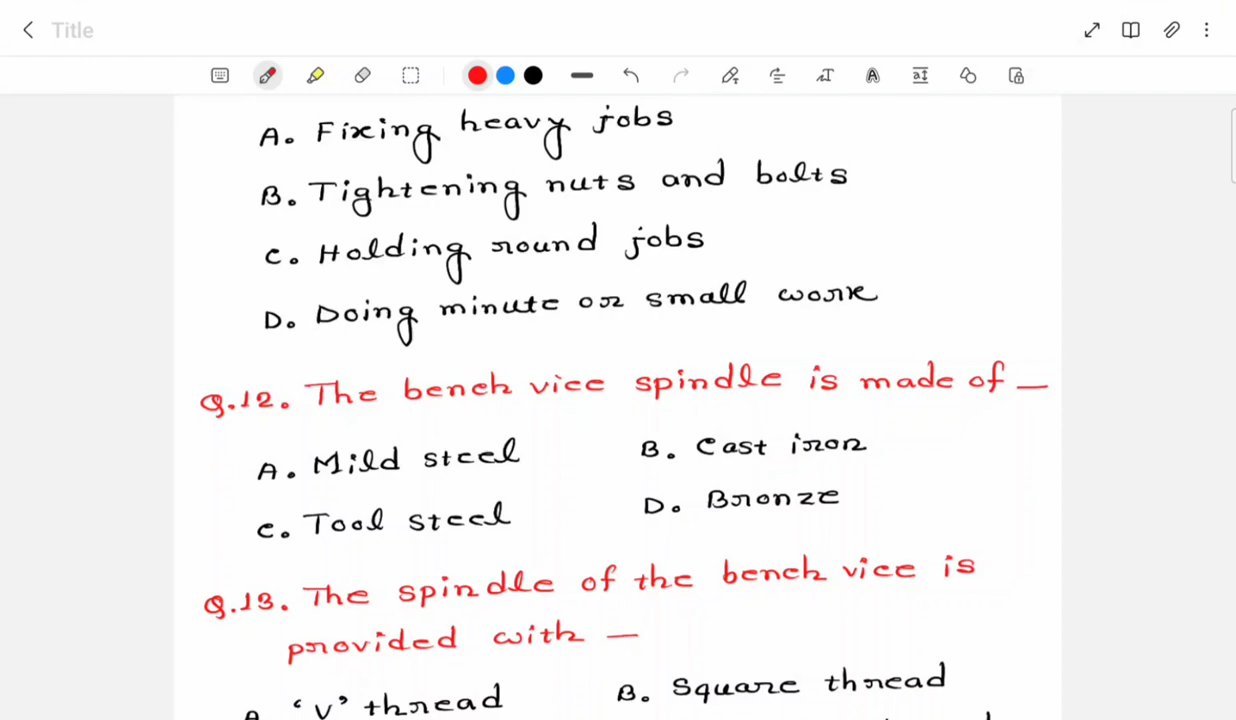 Title
A. Fixing heavy jobs
B. Tightening nuts and bolts
C. Holding round jobs
D. Doing minute or small work
Q.12. The bench vice spindle is made of _
A. Mild steel
B. Cast iron
C. Tool steel
D. Bronze
Q.13. The spindle of the bench vice is
provided with —
A. 'V' thread
B. Square thread